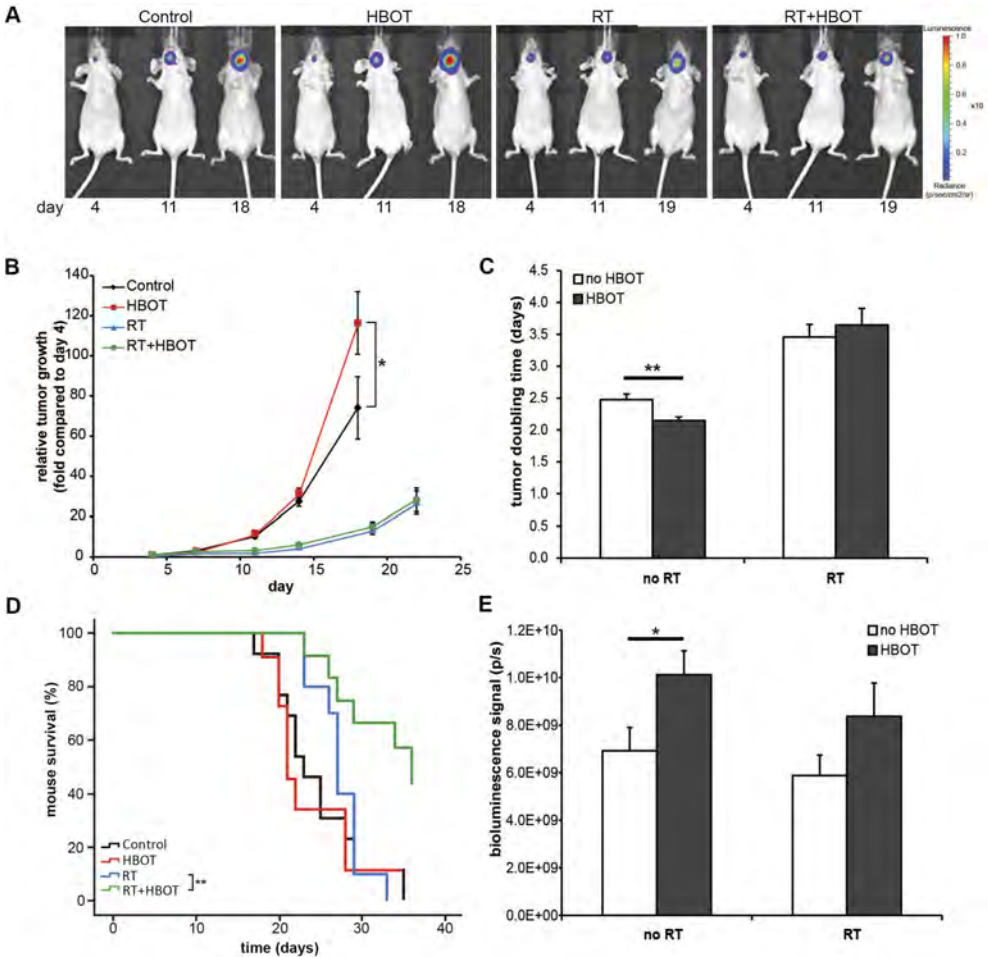 A
Control HBOT RT RT+HBOT
Luminescence
1.0
0.8
0.6
x10
0.4
0.2
Radiance
(p/sec/cm2/sr)
day 4 11 18 4 11 18 4 11 19 4 11 19
B
Control
HBOT
RT
RT+HBOT
relative tumor growth
(fold compared to day 4)
140
120
100
80
60
40
20
0
*
0 5 10 15 20 25
day
C
no HBOT
HBOT
tumor doubling time (days)
4.5
4.0
3.5
3.0
2.5
2.0
1.5
1.0
0.5
0.0
**
no RT RT
D
mouse survival (%)
100
80
60
40
20
0
Control
HBOT
RT
RT+HBOT
**
0 10 20 30 40
time (days)
E
no HBOT
HBOT
bioluminescence signal (p/s)
1.2E+10
1.0E+10
8.0E+09
6.0E+09
4.0E+09
2.0E+09
0.0E+00
*
no RT RT